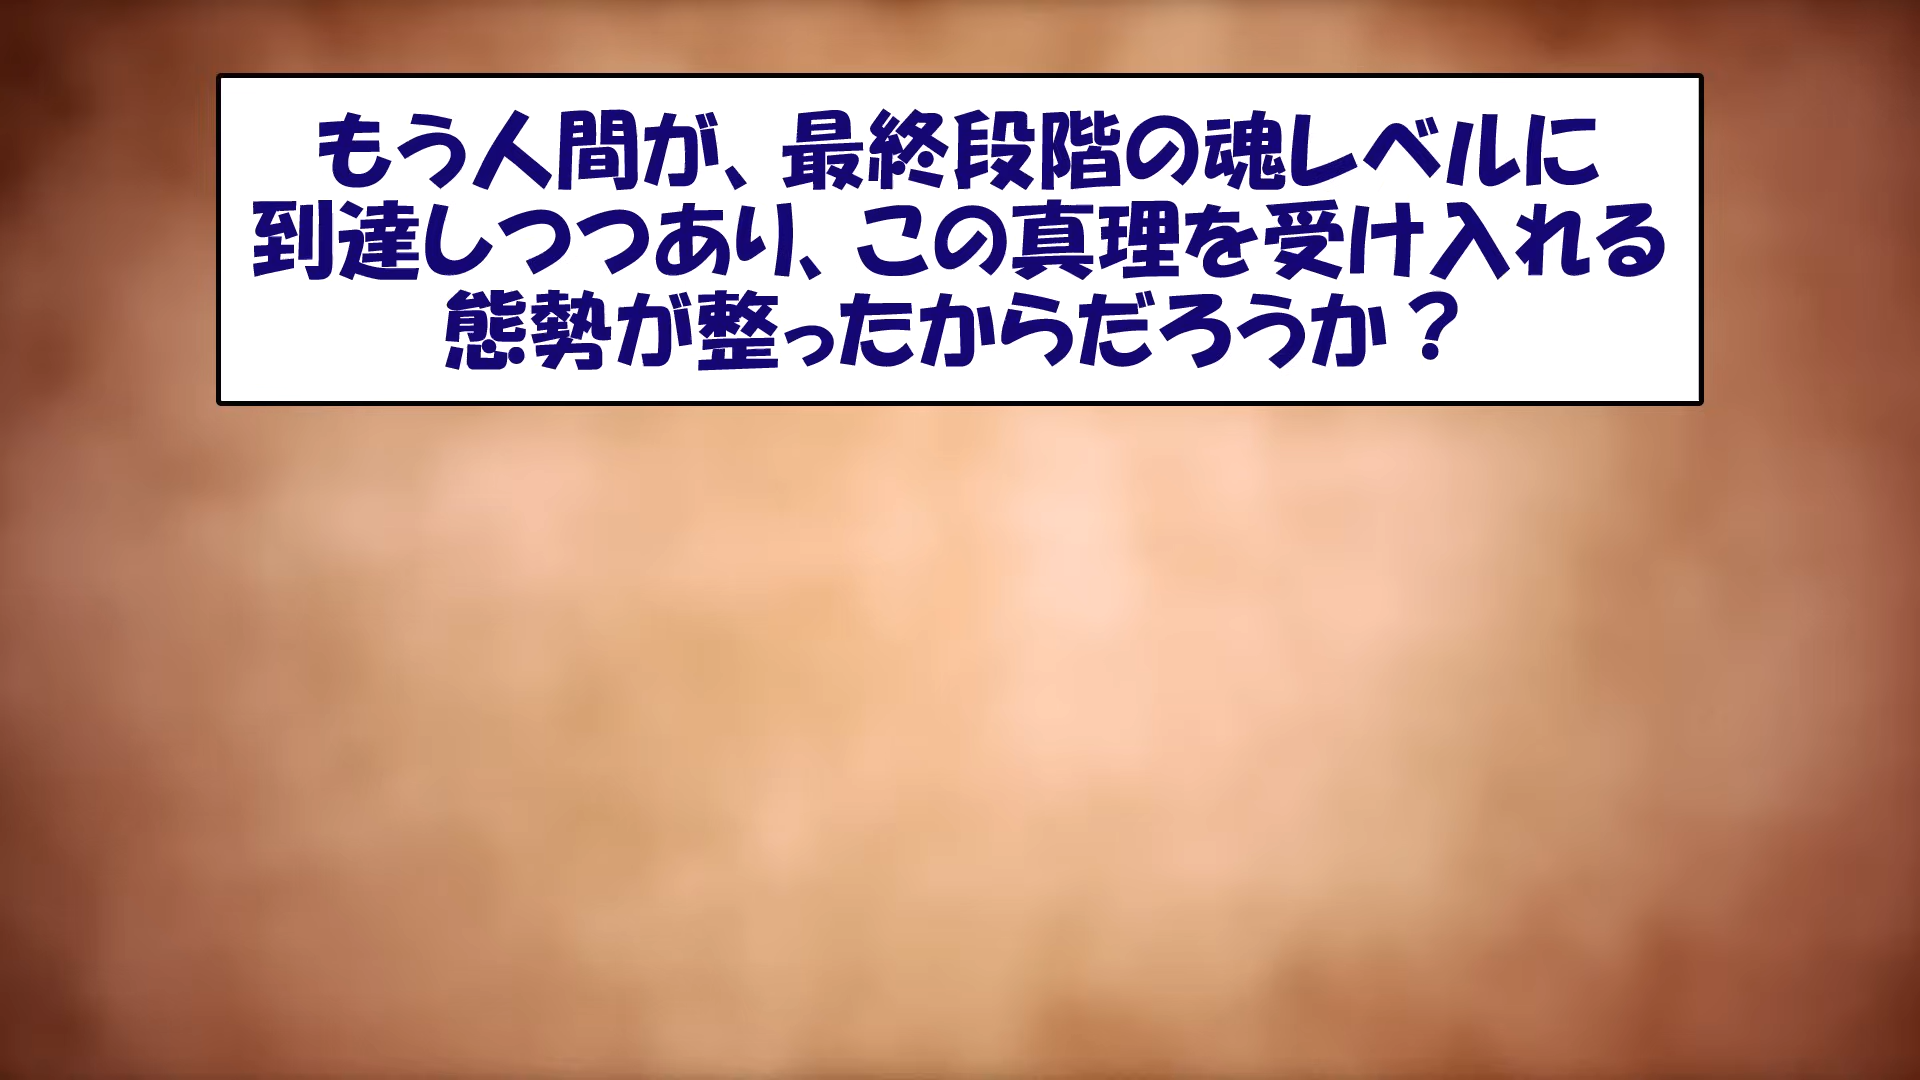 もう人間が、最終段階の魂レベルに
到達しつつあり、この真理を受け入れる
態勢が整ったからだろうか？